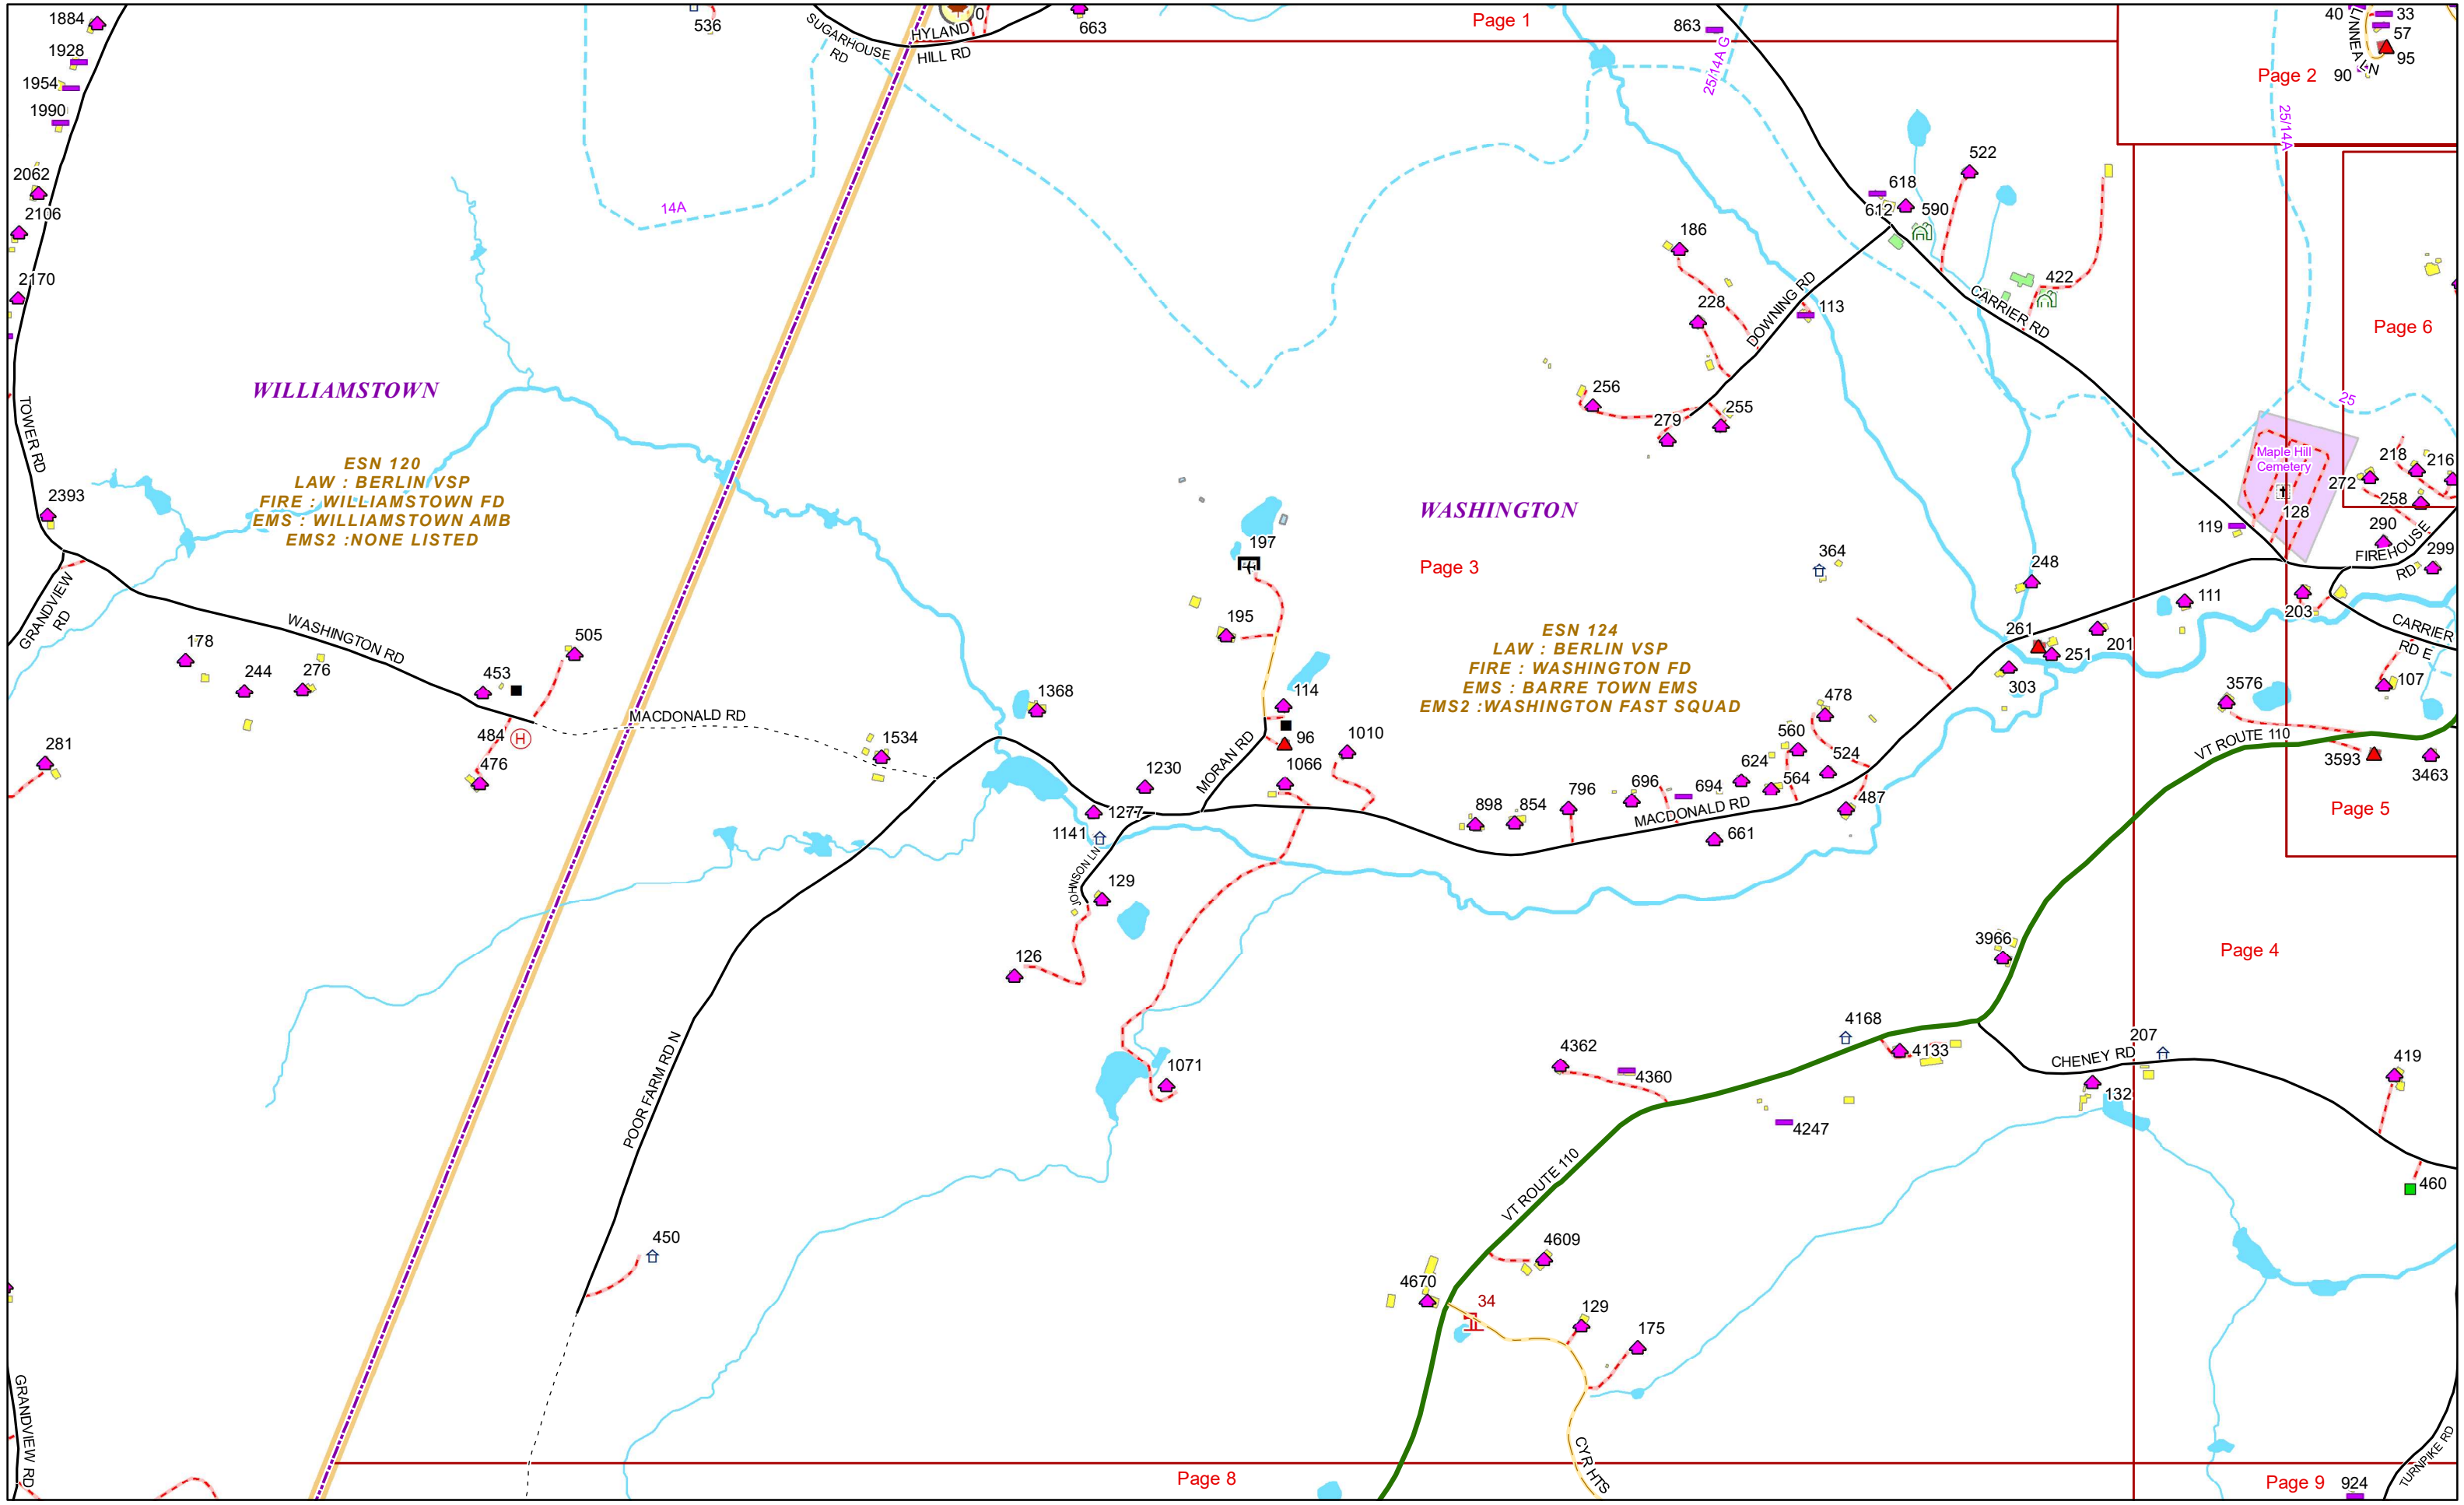 1884
1928
1954
1990
2062
2106
2170
TOWER RD
2393
GRANDVIEW
RD
536
SUGARHOUSE
RD
HYLAND
HILL RD
0
663
Page 1
863
25/14A G
Page 2
40
LINNEA LN
33
57
95
90
25/14A
14A
522
618
612
590
186
422
228
113
DOWNING RD
CARRIER RD
Page 6
WILLIAMSTOWN
256
255
279
25
ESN 120
LAW : BERLIN VSP
FIRE : WILLIAMSTOWN FD
EMS : WILLIAMSTOWN AMB
EMS2 :NONE LISTED
Maple Hill
Cemetery
128
218
216
272
258
290
119
FIREHOUSE
RD
299
WASHINGTON
Page 3
197
364
248
195
ESN 124
LAW : BERLIN VSP
FIRE : WASHINGTON FD
EMS : BARRE TOWN EMS
EMS2 :WASHINGTON FAST SQUAD
111
203
261
251
201
303
CARRIER
RD E
107
WASHINGTON RD
178
244
276
505
453
484
476
281
MACDONALD RD
1534
1368
114
96
MORAN RD
1010
1066
1230
1277
1141
JOHNSON LN
129
126
1071
478
560
524
624
564
487
694
696
796
854
898
MACDONALD RD
661
3576
VT ROUTE 110
3593
3463
Page 5
3966
Page 4
4168
4133
4362
4360
4247
207
CHENEY RD
132
419
460
POOR FARM RD N
450
VT ROUTE 110
4609
4670
34
129
175
CYR HTS
GRANDVIEW RD
Page 8
Page 9
924
TURNPIKE RD